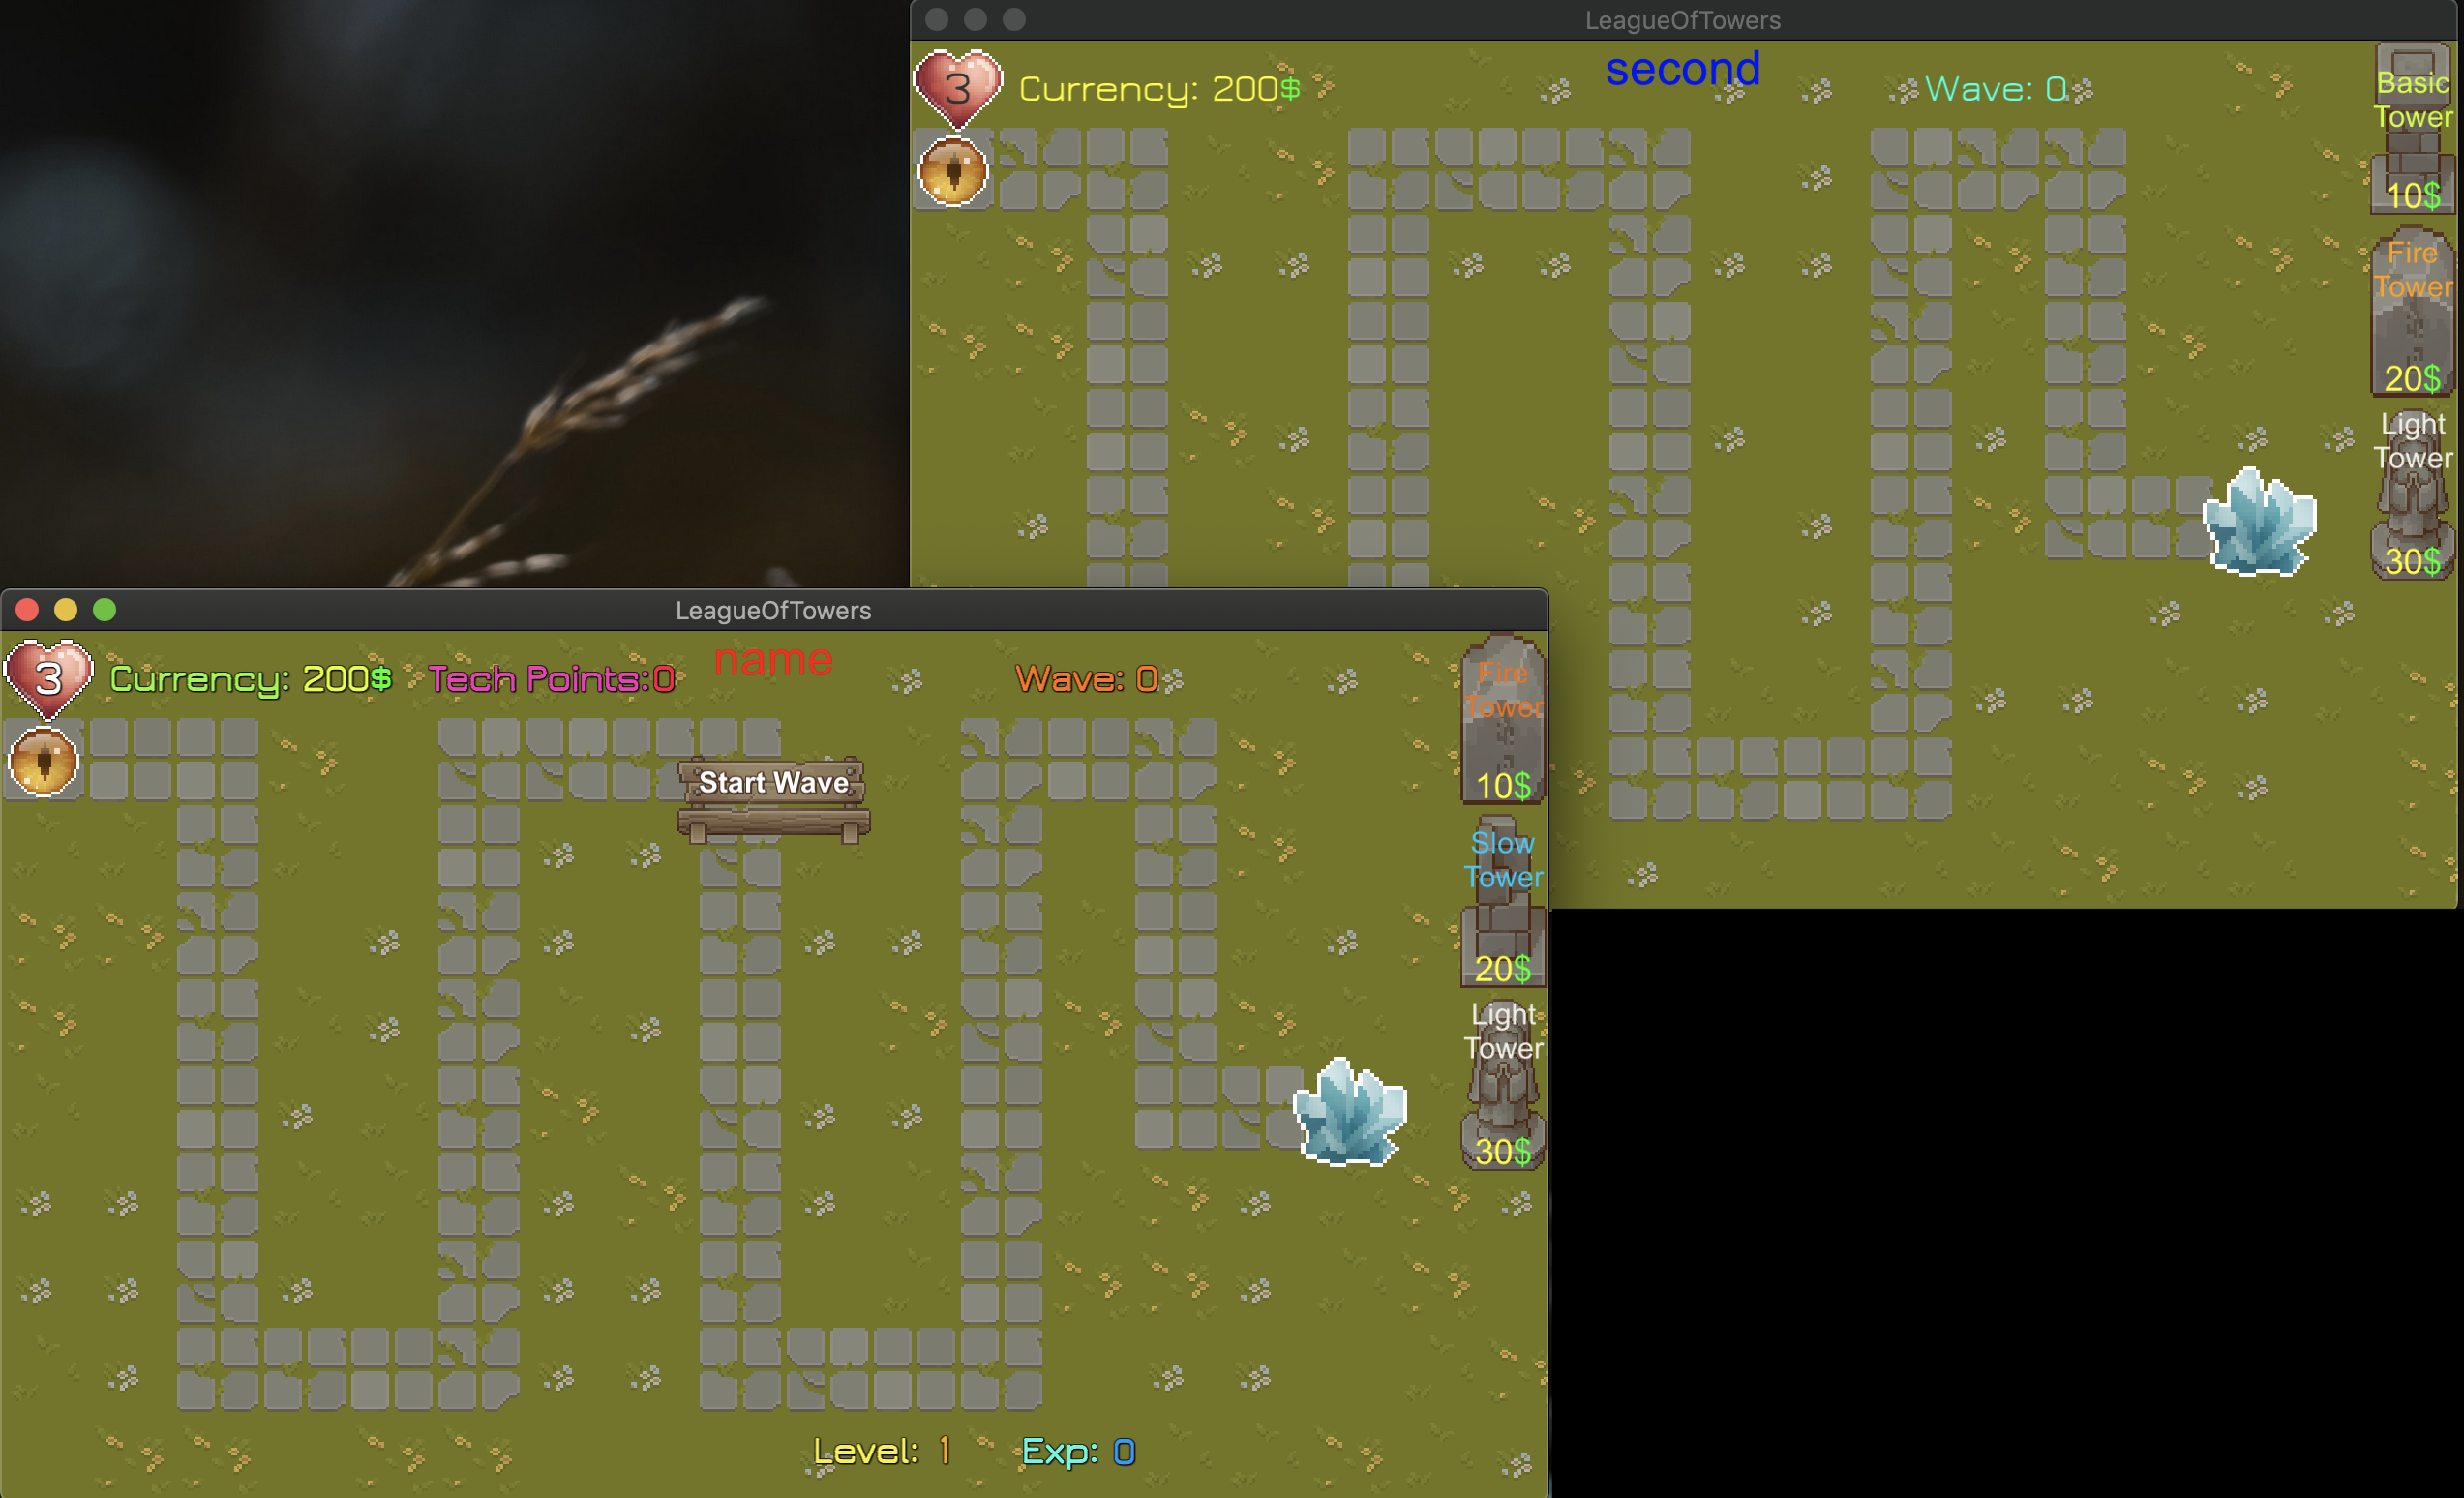 LeagueOfTowers
3
Currency: 200$
second
Wave: 0
Basic
Tower
10$
Fire
Tower
20$
Light
Tower
30$
LeagueOfTowers
3
Currency: 200$
Tech Points:0
name
Wave: 0
Start Wave
Fire
Tower
10$
Slow
Tower
20$
Light
Tower
30$
Level: 1
Exp: 0